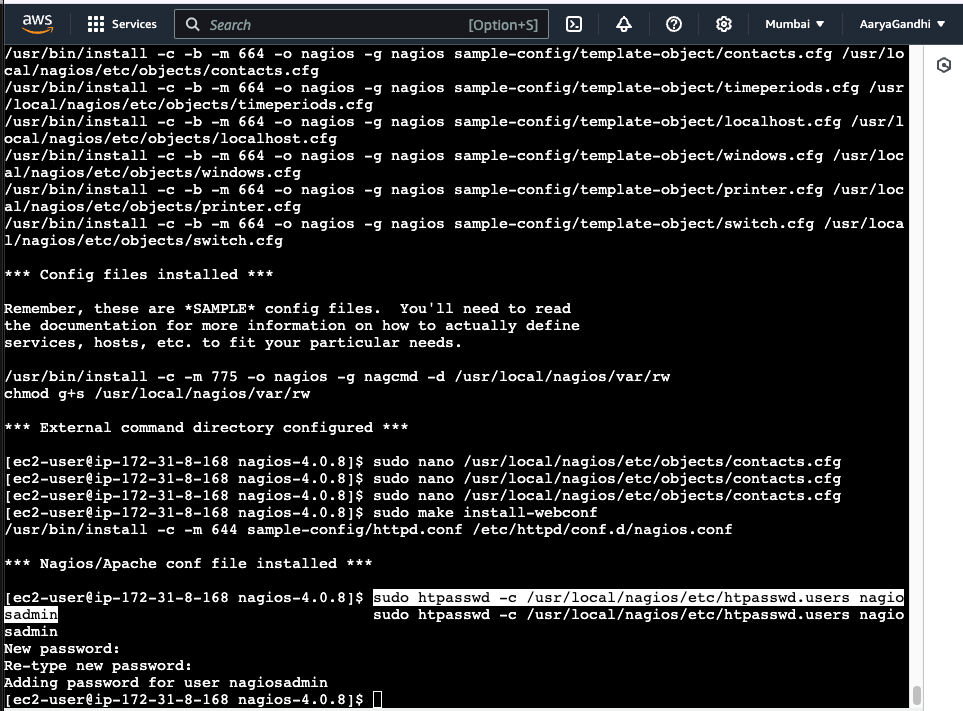 aws
Services
Search
[Option+S]
Mumbai
AaryaGandhi
/usr/bin/install -c -b -m 664 -o nagios -g nagios sample-config/template-object/contacts.cfg /usr/lo
cal/nagios/etc/objects/contacts.cfg
/usr/bin/install -c -b -m 664 -o nagios -g nagios sample-config/template-object/timeperiods.cfg /usr
/local/nagios/etc/objects/timeperiods.cfg
/usr/bin/install -c -b -m 664 -o nagios -g nagios sample-config/template-object/localhost.cfg /usr/l
ocal/nagios/etc/objects/localhost.cfg
/usr/bin/install -c -b -m 664 -o nagios -g nagios sample-config/template-object/windows.cfg /usr/loc
al/nagios/etc/objects/windows.cfg
/usr/bin/install -c -b -m 664 -o nagios -g nagios sample-config/template-object/printer.cfg /usr/loc
al/nagios/etc/objects/printer.cfg
/usr/bin/install -c -b -m 664 -o nagios -g nagios sample-config/template-object/switch.cfg /usr/loca
l/nagios/etc/objects/switch.cfg
*** Config files installed ***
Remember, these are *SAMPLE* config files.  You'll need to read
the documentation for more information on how to actually define
services, hosts, etc. to fit your particular needs.
/usr/bin/install -c -m 775 -o nagios -g nagcmd -d /usr/local/nagios/var/rw
chmod g+s /usr/local/nagios/var/rw
*** External command directory configured ***
[ec2-user@ip-172-31-8-168 nagios-4.0.8]$ sudo nano /usr/local/nagios/etc/objects/contacts.cfg
[ec2-user@ip-172-31-8-168 nagios-4.0.8]$ sudo nano /usr/local/nagios/etc/objects/contacts.cfg
[ec2-user@ip-172-31-8-168 nagios-4.0.8]$ sudo nano /usr/local/nagios/etc/objects/contacts.cfg
[ec2-user@ip-172-31-8-168 nagios-4.0.8]$ sudo make install-webconf
/usr/bin/install -c -m 644 sample-config/httpd.conf /etc/httpd/conf.d/nagios.conf
*** Nagios/Apache conf file installed ***
[ec2-user@ip-172-31-8-168 nagios-4.0.8]$ sudo htpasswd -c /usr/local/nagios/etc/htpasswd.users nagio
sadmin sudo htpasswd -c /usr/local/nagios/etc/htpasswd.users nagio
sadmin
New password:
Re-type new password:
Adding password for user nagiosadmin
[ec2-user@ip-172-31-8-168 nagios-4.0.8]$